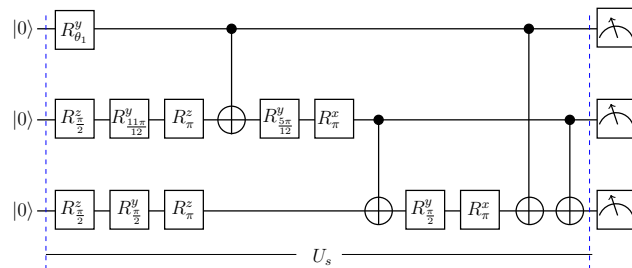 |0⟩ R^y_{θ_1}
|0⟩ R^z_{π/2} R^y_{11π/12} R^z_π R^y_{5π/12} R^x_π
|0⟩ R^z_{π/2} R^y_{π/2} R^z_π R^y_{π/2} R^x_π
U_s